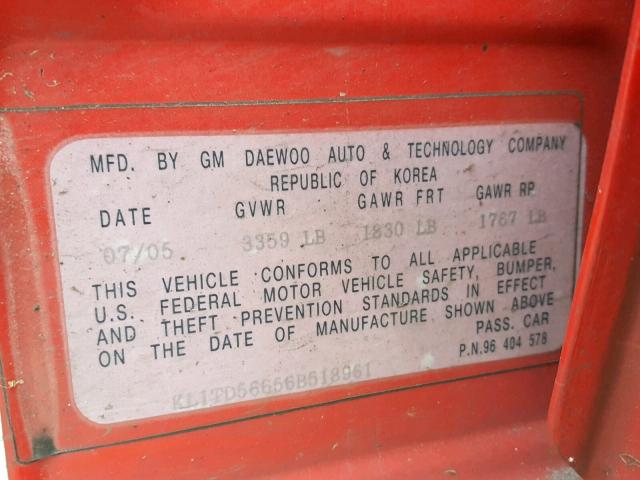 MFD. BY GM DAEWOO AUTO & TECHNOLOGY COMPANY
REPUBLIC OF KOREA
DATE GVWR GAWR FRT GAWR RP
07/05 3359 LB 1830 LB 1767 LB
THIS VEHICLE CONFORMS TO ALL APPLICABLE
U.S. FEDERAL MOTOR VEHICLE SAFETY, BUMPER,
AND THEFT PREVENTION STANDARDS IN EFFECT
ON THE DATE OF MANUFACTURE SHOWN ABOVE
PASS. CAR
P.N.96 404 578
KL1TD56656B518961